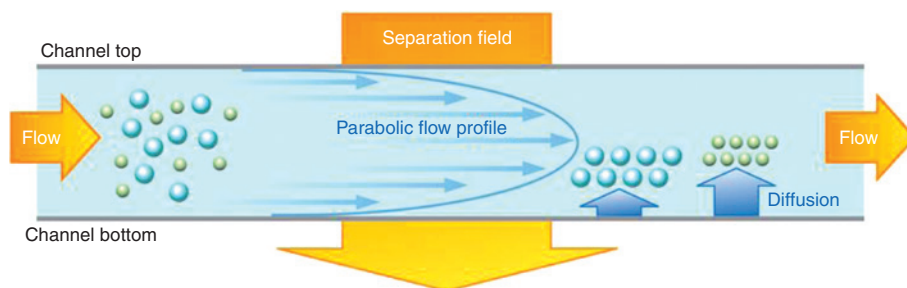 Separation field
Channel top
Flow
Parabolic flow profile
Flow
Diffusion
Channel bottom